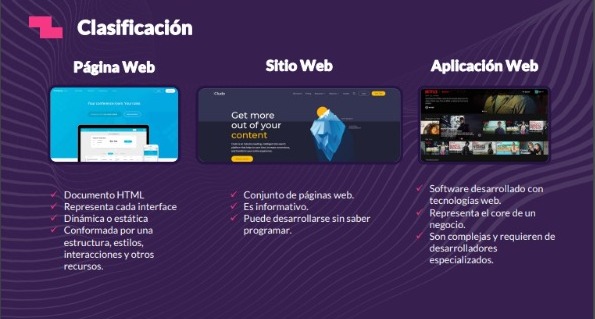 Clasificación
Página Web
Sitio Web
Aplicación Web
Get more
out of your
content
NETFLIX
Documento HTML
Representa cada interface
Dinámica o estática
Conformada por una
estructura, estilos,
interacciones y otros
recursos.
Conjunto de páginas web.
Es informativo.
Puede desarrollarse sin saber
programar.
Software desarrollado con
tecnologías web.
Representa el core de un
negocio.
Son complejas y requieren de
desarrolladores
especializados.